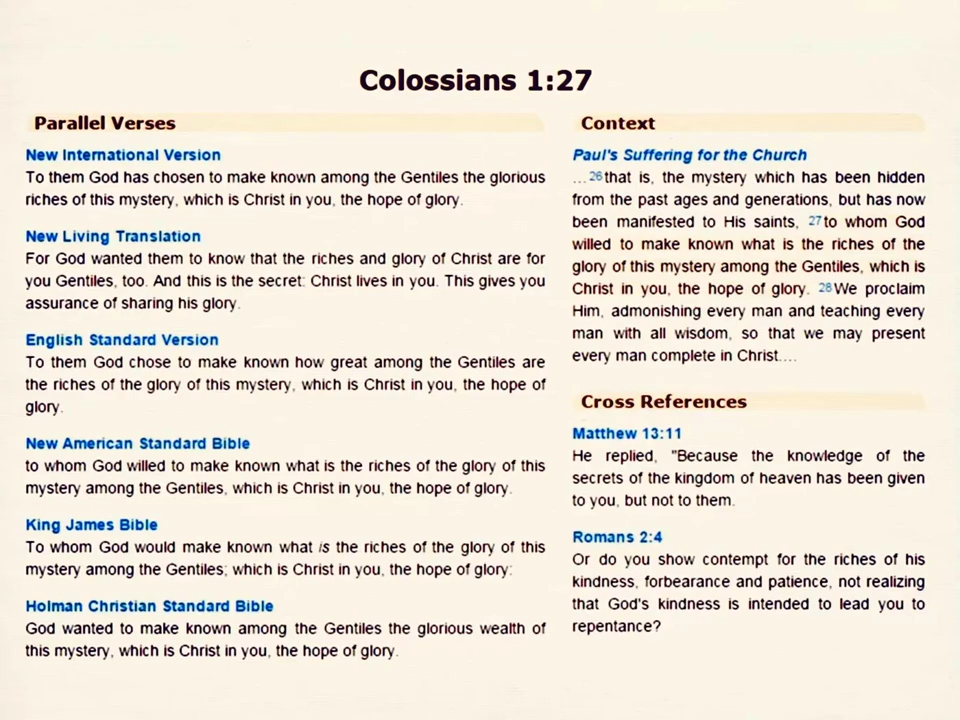 Colossians 1:27
Parallel Verses
New International Version
To them God has chosen to make known among the Gentiles the glorious
riches of this mystery, which is Christ in you, the hope of glory.
New Living Translation
For God wanted them to know that the riches and glory of Christ are for
you Gentiles, too. And this is the secret: Christ lives in you. This gives you
assurance of sharing his glory.
English Standard Version
To them God chose to make known how great among the Gentiles are
the riches of the glory of this mystery, which is Christ in you, the hope of
glory.
New American Standard Bible
to whom God willed to make known what is the riches of the glory of this
mystery among the Gentiles, which is Christ in you, the hope of glory.
King James Bible
To whom God would make known what is the riches of the glory of this
mystery among the Gentiles; which is Christ in you, the hope of glory:
Holman Christian Standard Bible
God wanted to make known among the Gentiles the glorious wealth of
this mystery, which is Christ in you, the hope of glory.
Context
Paul's Suffering for the Church
…26that is, the mystery which has been hidden
from the past ages and generations, but has now
been manifested to His saints, 27to whom God
willed to make known what is the riches of the
glory of this mystery among the Gentiles, which is
Christ in you, the hope of glory. 28We proclaim
Him, admonishing every man and teaching every
man with all wisdom, so that we may present
every man complete in Christ.…
Cross References
Matthew 13:11
He replied, "Because the knowledge of the
secrets of the kingdom of heaven has been given
to you, but not to them.
Romans 2:4
Or do you show contempt for the riches of his
kindness, forbearance and patience, not realizing
that God's kindness is intended to lead you to
repentance?